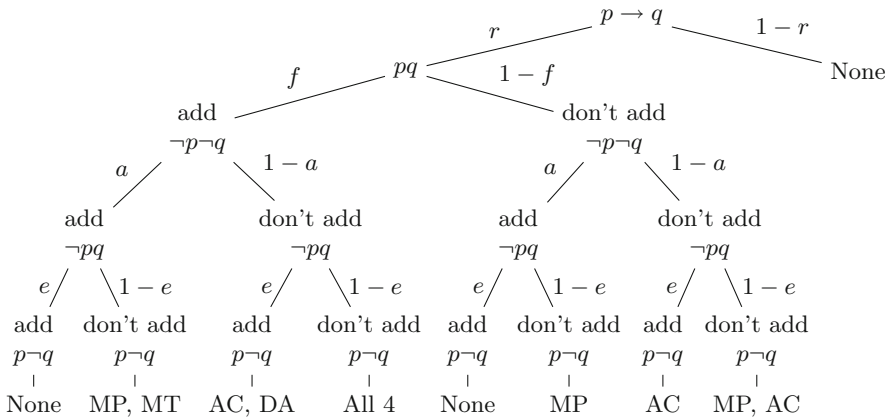 p → q
r
1 − r
pq
None
f
1 − f
add
don't add
¬p¬q
¬p¬q
a
1 − a
a
1 − a
add
don't add
add
don't add
¬pq
¬pq
¬pq
¬pq
e
1 − e
e
1 − e
e
1 − e
e
1 − e
add
don't add
add
don't add
add
don't add
add
don't add
p¬q
p¬q
p¬q
p¬q
p¬q
p¬q
p¬q
p¬q
None
MP, MT
AC, DA
All 4
None
MP
AC
MP, AC